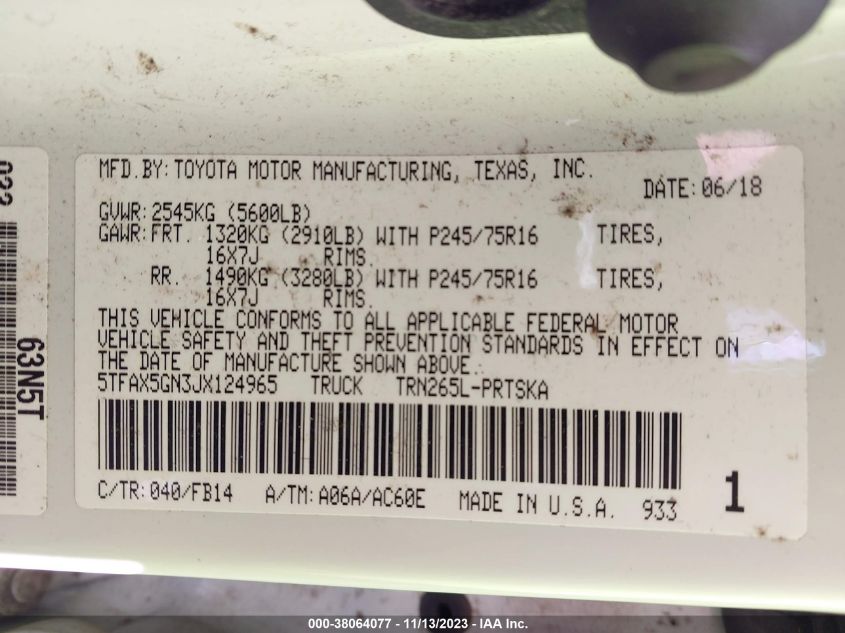 MFD.BY:TOYOTA MOTOR MANUFACTURING, TEXAS, INC.
DATE:06/18
GVWR:2545KG (5600LB)
GAWR:FRT. 1320KG (2910LB) WITH P245/75R16 TIRES,
16X7J RIMS.
RR. 1490KG (3280LB) WITH P245/75R16 TIRES,
16X7J RIMS.
THIS VEHICLE CONFORMS TO ALL APPLICABLE FEDERAL MOTOR
VEHICLE SAFETY AND THEFT PREVENTION STANDARDS IN EFFECT ON
THE DATE OF MANUFACTURE SHOWN ABOVE.
5TFAX5GN3JX124965 TRUCK TRN265L-PRTSKA
C/TR:040/FB14 A/TM:A06A/AC60E MADE IN U.S.A. 933
1
63N5T
000-38064077 - 11/13/2023 - IAA Inc.